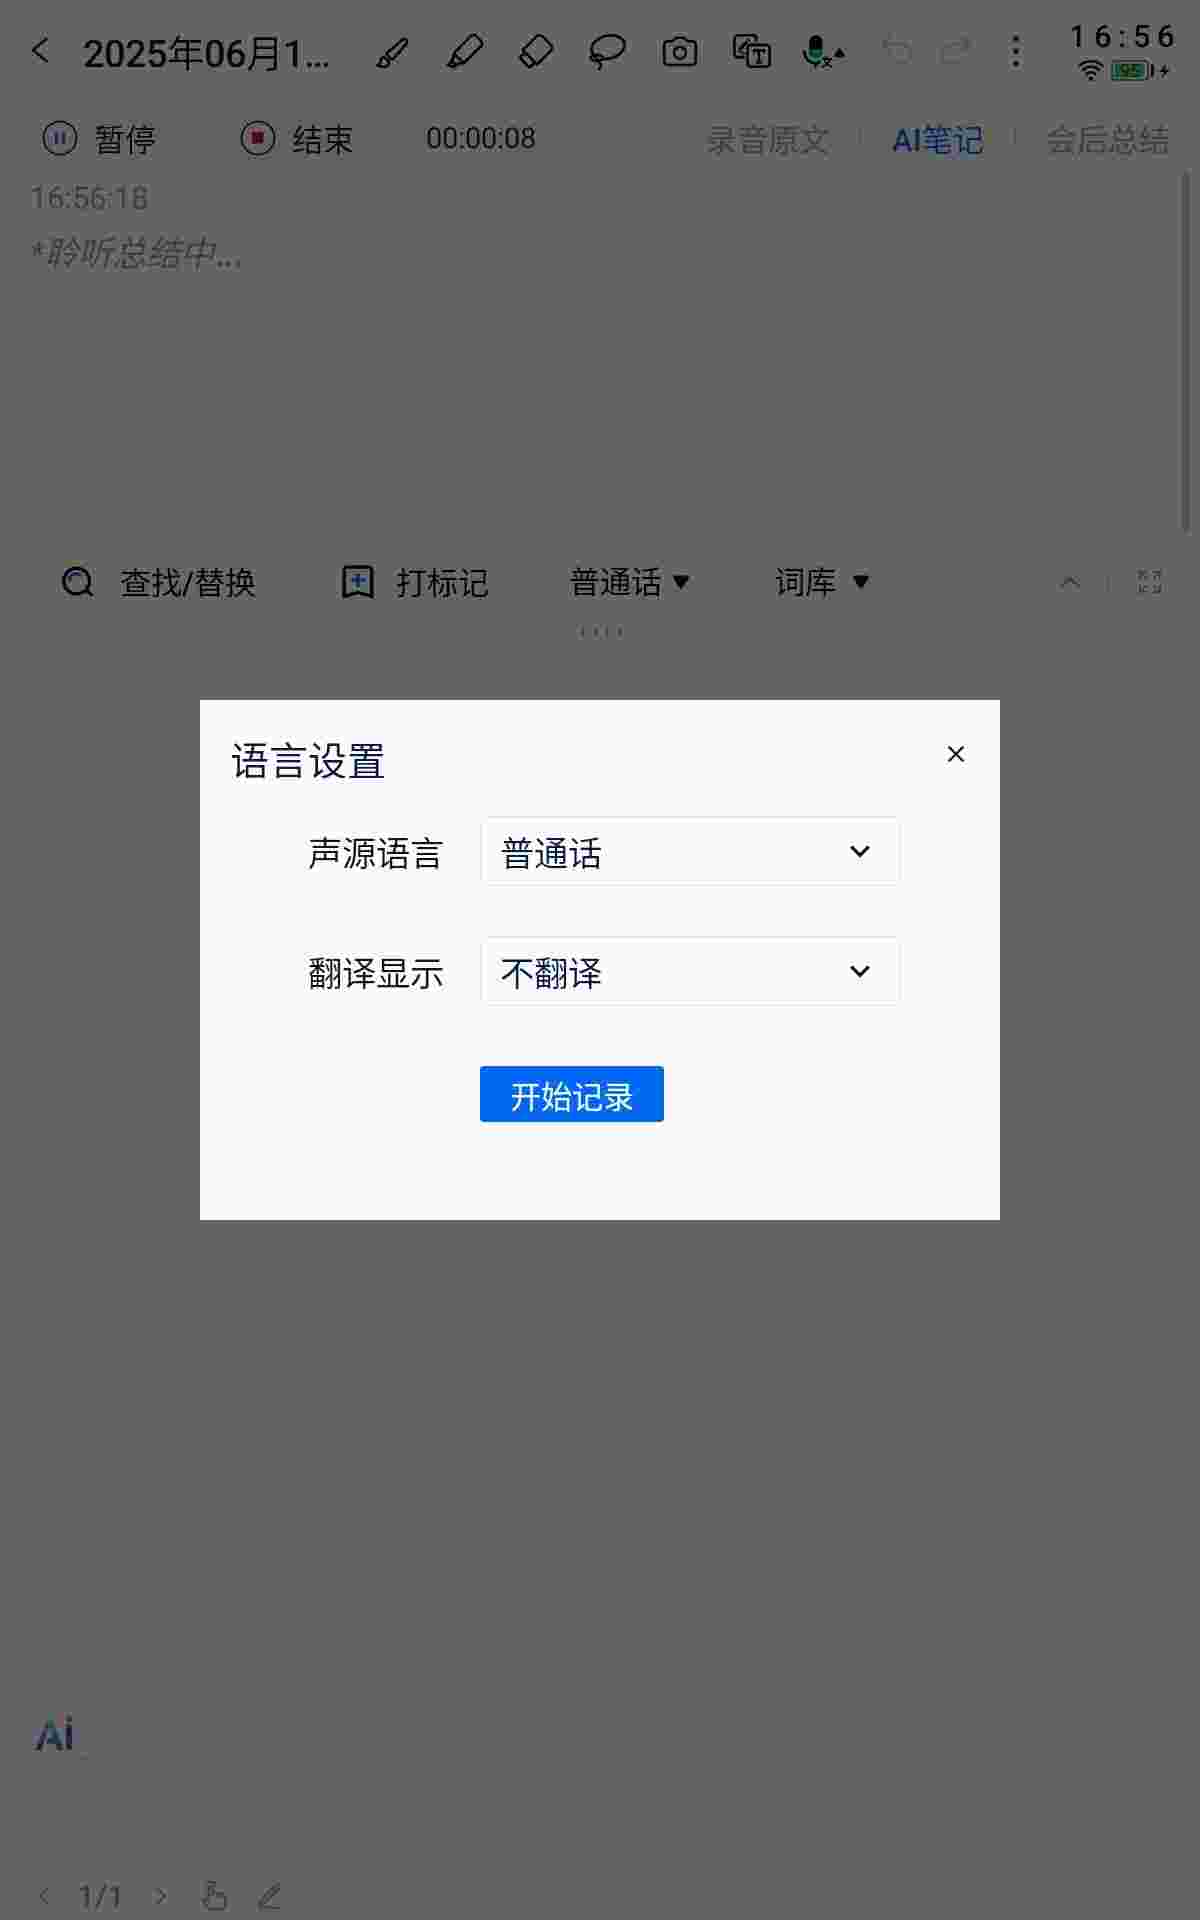 2025年06月1...
16:56
95
暂停 结束 00:00:08 录音原文 AI笔记 会后总结
16:56:18
*聆听总结中...
查找/替换 打标记 普通话 词库
语言设置
声源语言 普通话
翻译显示 不翻译
开始记录
Ai
1/1